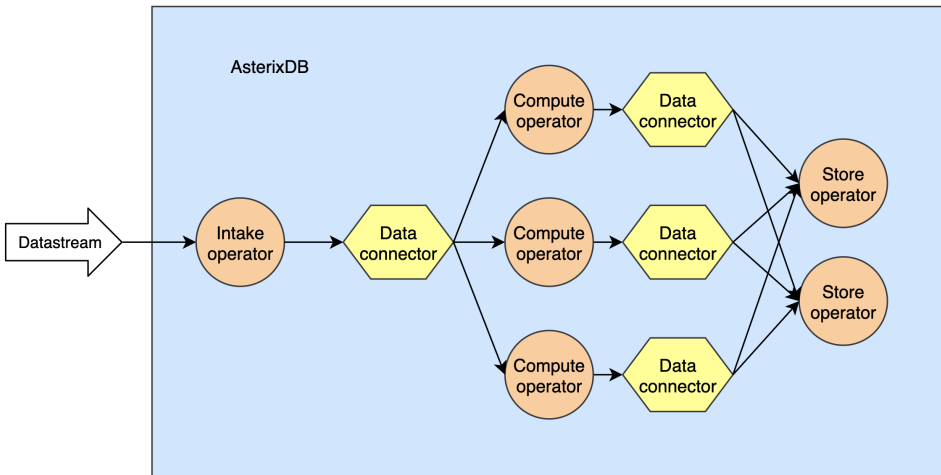 AsterixDB
Datastream
Intake
operator
Data
connector
Compute
operator
Data
connector
Compute
operator
Data
connector
Compute
operator
Data
connector
Store
operator
Store
operator